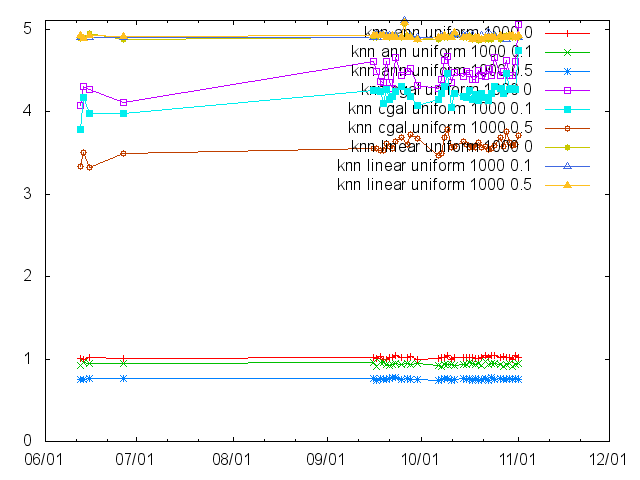 5
4
3
2
1
0
06/01 07/01 08/01 09/01 10/01 11/01 12/01
knn ann uniform 1000 0
knn ann uniform 1000 0.1
knn ann uniform 1000 0.5
knn cgal uniform 1000 0
knn cgal uniform 1000 0.1
knn cgal uniform 1000 0.5
knn linear uniform 1000 0
knn linear uniform 1000 0.1
knn linear uniform 1000 0.5